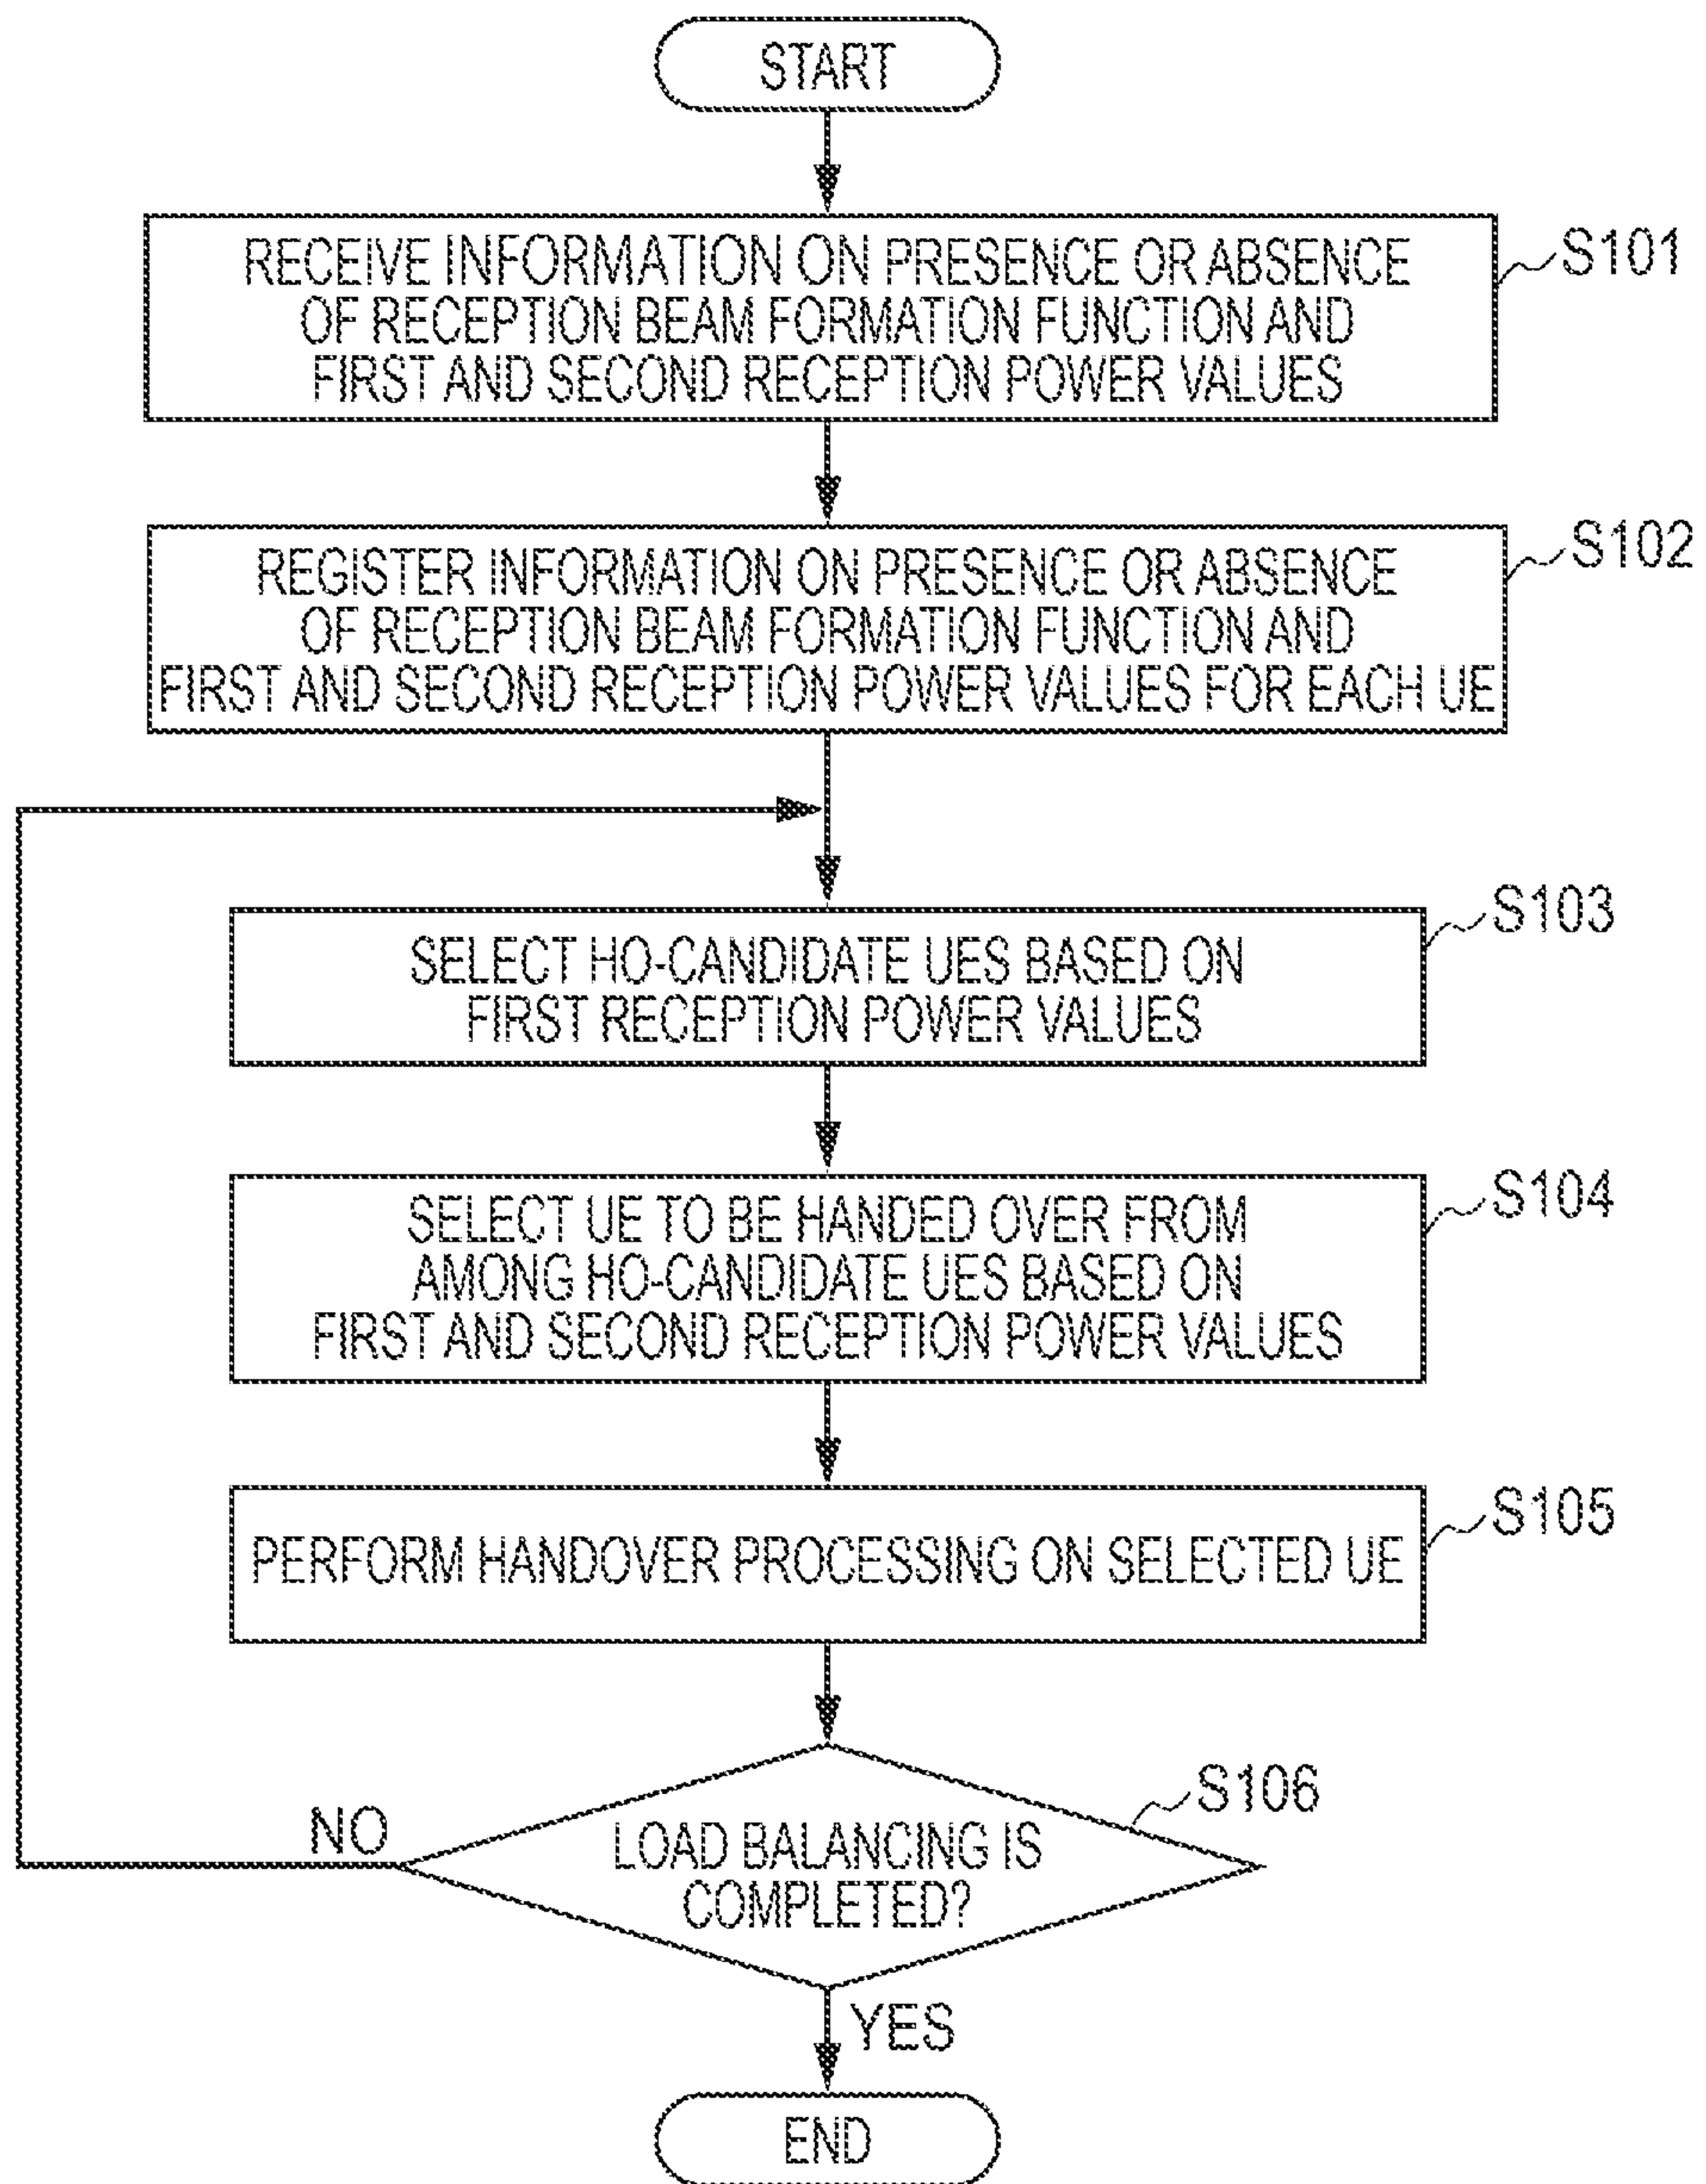 START
RECEIVE INFORMATION ON PRESENCE OR ABSENCE
OF RECEPTION BEAM FORMATION FUNCTION AND
FIRST AND SECOND RECEPTION POWER VALUES
S101
REGISTER INFORMATION ON PRESENCE OR ABSENCE
OF RECEPTION BEAM FORMATION FUNCTION AND
FIRST AND SECOND RECEPTION POWER VALUES FOR EACH UE
S102
SELECT HO-CANDIDATE UES BASED ON
FIRST RECEPTION POWER VALUES
S103
SELECT UE TO BE HANDED OVER FROM
AMONG HO-CANDIDATE UES BASED ON
FIRST AND SECOND RECEPTION POWER VALUES
S104
PERFORM HANDOVER PROCESSING ON SELECTED UE
S105
LOAD BALANCING IS
COMPLETED?
S106
NO
YES
END